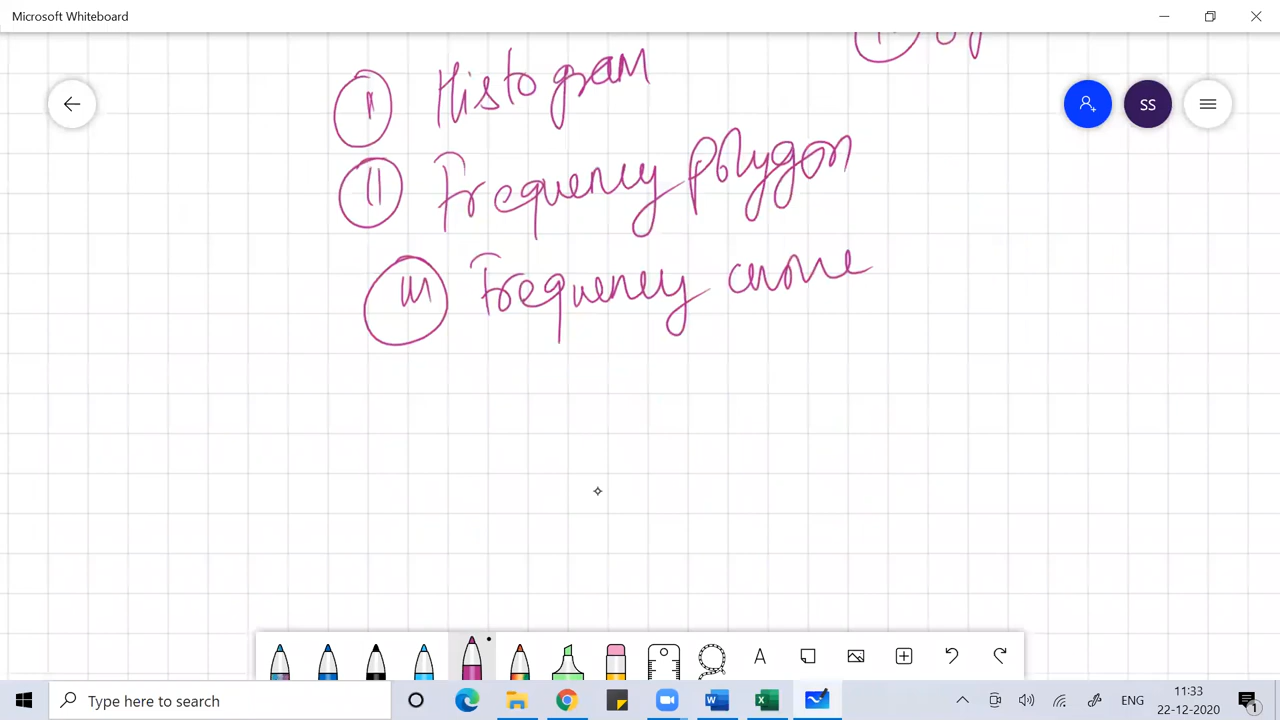 Microsoft Whiteboard
I Histogram
II Frequency polygon
III Frequency curve
SS
A
Type here to search
ENG
11:33
22-12-2020
1